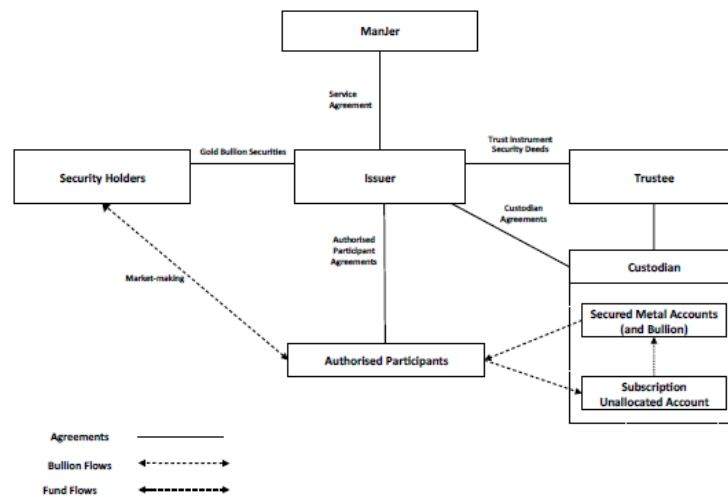 ManJer
Service
Agreement
Gold Bullion Securities
Trust Instrument
Security Deeds
Security Holders
Issuer
Trustee
Custodian
Agreements
Authorised
Participant
Agreements
Custodian
Market-making
Secured Metal Accounts
(and Bullion)
Authorised Participants
Subscription
Unallocated Account
Agreements
Bullion Flows
Fund Flows